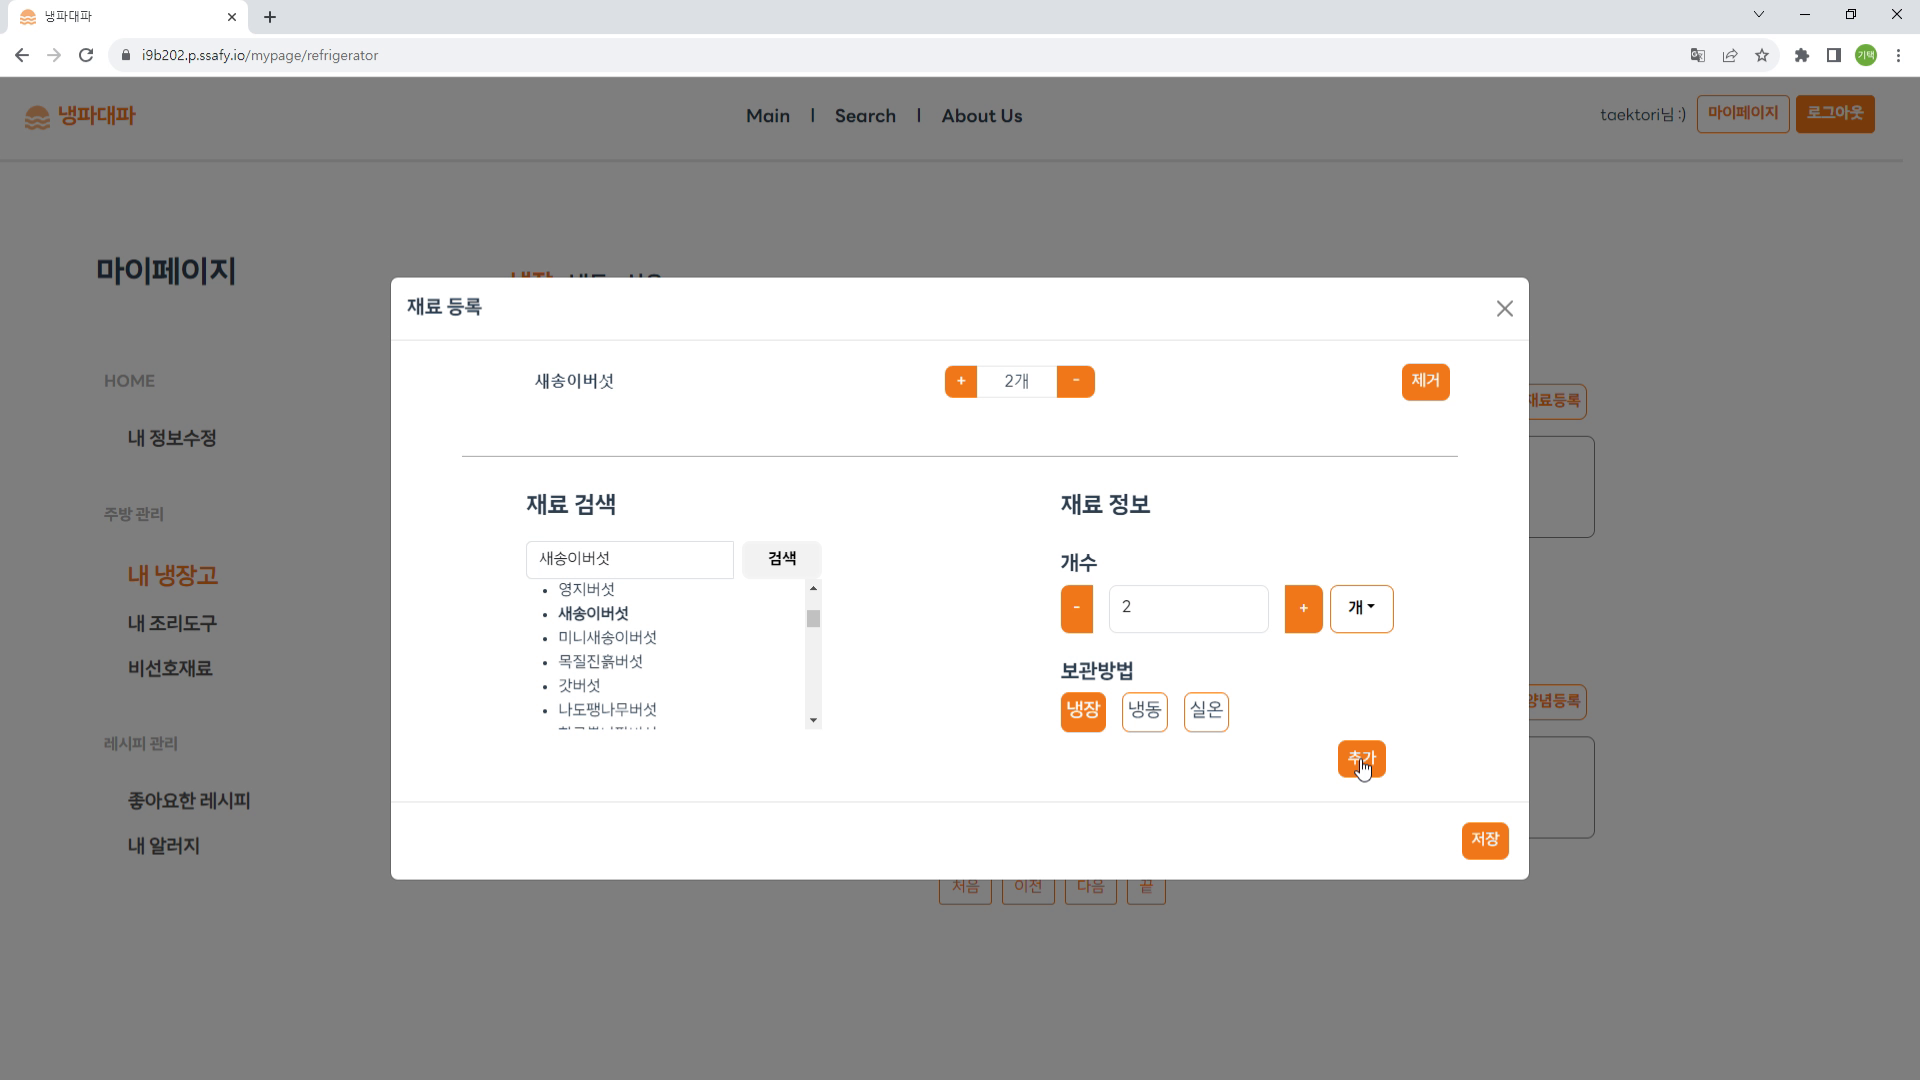 냉파대파
i9b202.p.ssafy.io/mypage/refrigerator
기택
냉파대파
Main | Search | About Us
taektori님 :) 마이페이지 로그아웃
마이페이지
HOME
내 정보수정
주방 관리
내 냉장고
내 조리도구
비선호재료
레시피 관리
좋아요한 레시피
내 알러지
재료 등록
새송이버섯
+ 2개 -
제거
재료 검색
새송이버섯 검색
영지버섯
새송이버섯
미니새송이버섯
목질진흙버섯
갓버섯
나도팽나무버섯
재료 정보
개수
- 2 + 개
보관방법
냉장 냉동 실온
추가
저장
재료등록
양념등록
처음 이전 다음 끝